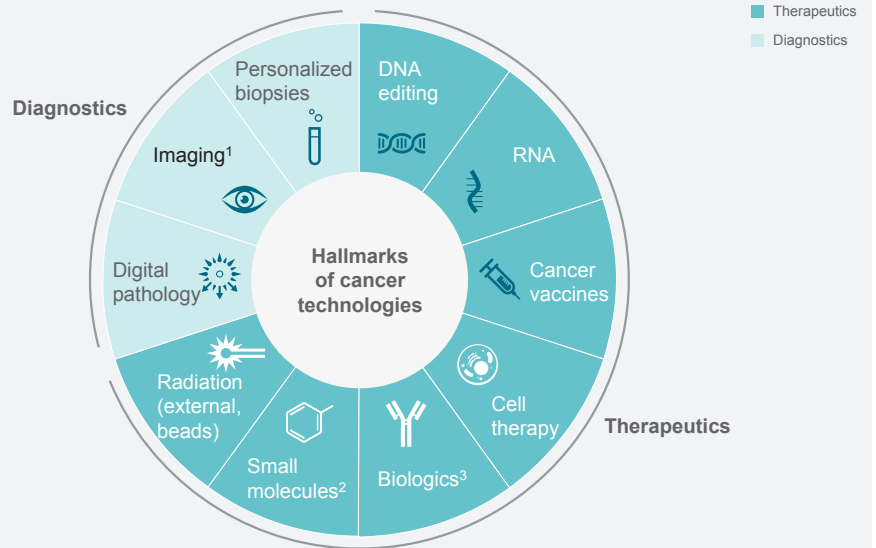 Therapeutics
Diagnostics
Diagnostics
Personalized
biopsies
DNA
editing
Imaging¹
RNA
Digital
pathology
Hallmarks
of cancer
technologies
Cancer
vaccines
Radiation
(external,
beads)
Cell
therapy
Therapeutics
Small
molecules²
Biologics³